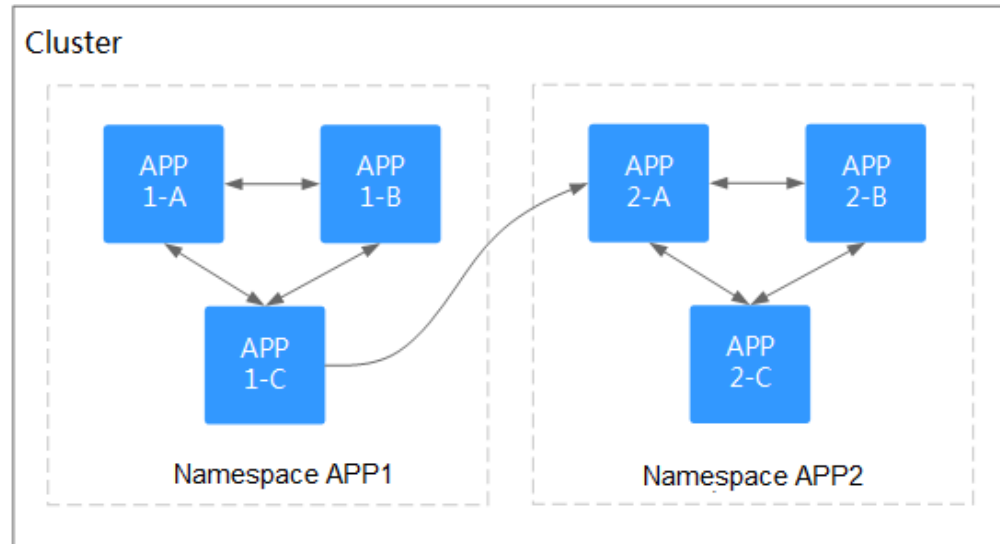 Cluster
APP
1-A
APP
1-B
APP
2-A
APP
2-B
APP
1-C
APP
2-C
Namespace APP1
Namespace APP2